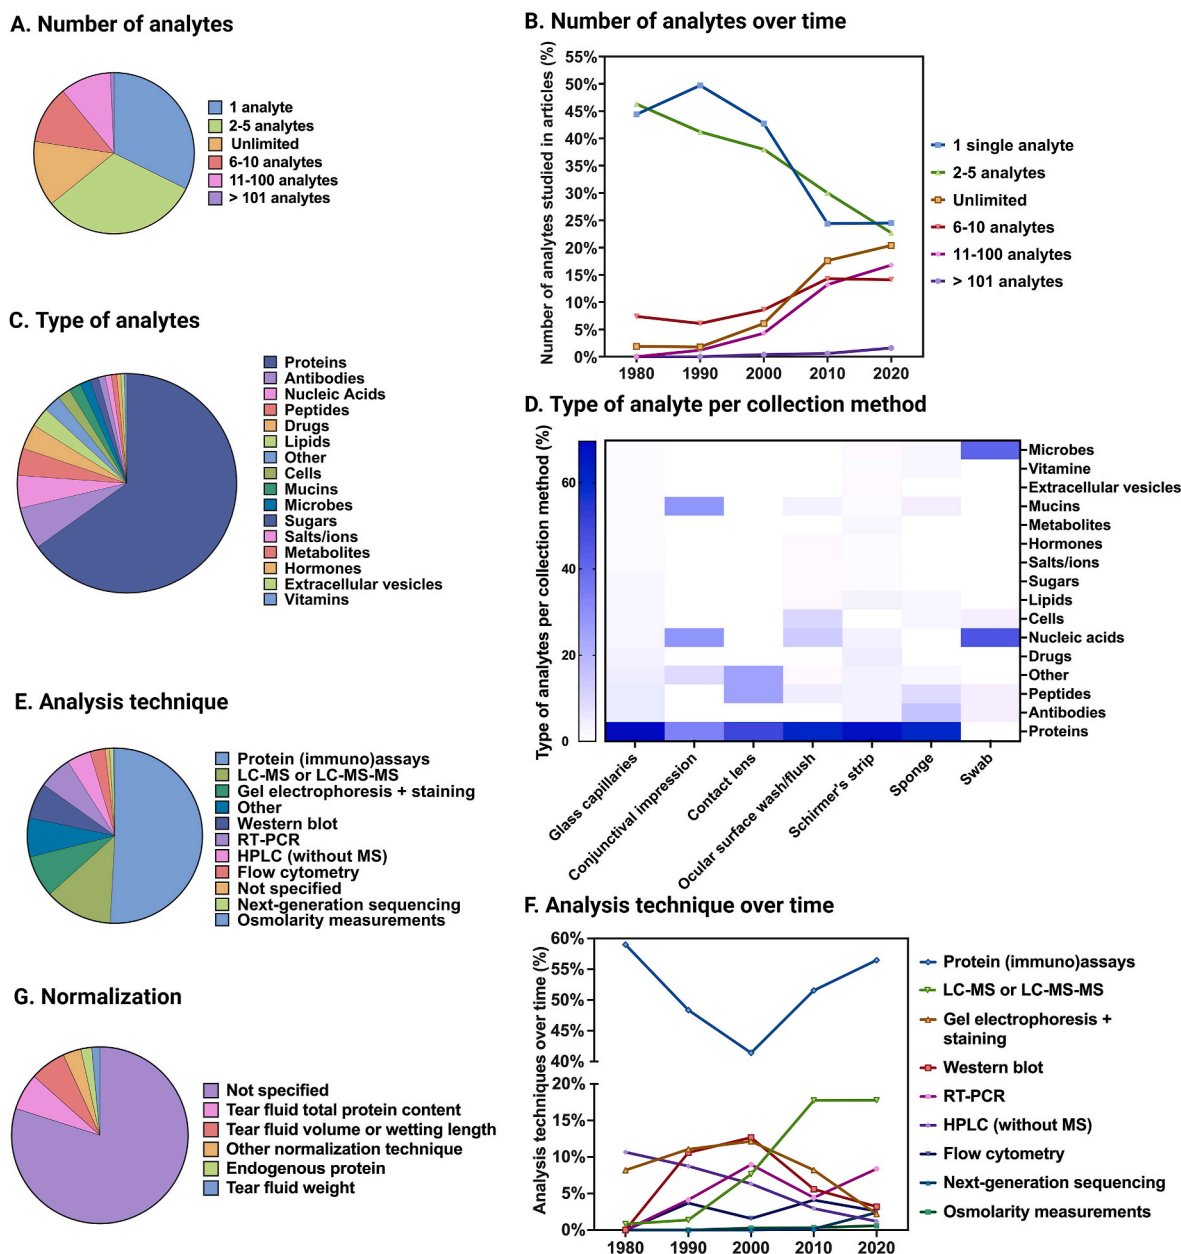 A. Number of analytes
1 analyte
2-5 analytes
Unlimited
6-10 analytes
11-100 analytes
> 101 analytes
B. Number of analytes over time
Number of analytes studied in articles (%)
55%
50%
45%
40%
35%
30%
25%
20%
15%
10%
5%
0%
1980 1990 2000 2010 2020
1 single analyte
2-5 analytes
Unlimited
6-10 analytes
11-100 analytes
> 101 analytes
C. Type of analytes
Proteins
Antibodies
Nucleic Acids
Peptides
Drugs
Lipids
Other
Cells
Mucins
Microbes
Sugars
Salts/ions
Metabolites
Hormones
Extracellular vesicles
Vitamins
D. Type of analyte per collection method
Type of analytes per collection method (%)
60
40
20
0
Microbes
Vitamine
Extracellular vesicles
Mucins
Metabolites
Hormones
Salts/ions
Sugars
Lipids
Cells
Nucleic acids
Drugs
Other
Peptides
Antibodies
Proteins
Glass capillaries
Conjunctival impression
Contact lens
Ocular surface wash/flush
Schirmer's strip
Sponge
Swab
E. Analysis technique
Protein (immuno)assays
LC-MS or LC-MS-MS
Gel electrophoresis + staining
Other
Western blot
RT-PCR
HPLC (without MS)
Flow cytometry
Not specified
Next-generation sequencing
Osmolarity measurements
F. Analysis technique over time
Analysis techniques over time (%)
60%
55%
50%
45%
40%
20%
15%
10%
5%
0%
1980 1990 2000 2010 2020
Protein (immuno)assays
LC-MS or LC-MS-MS
Gel electrophoresis +
staining
Western blot
RT-PCR
HPLC (without MS)
Flow cytometry
Next-generation sequencing
Osmolarity measurements
G. Normalization
Not specified
Tear fluid total protein content
Tear fluid volume or wetting length
Other normalization technique
Endogenous protein
Tear fluid weight